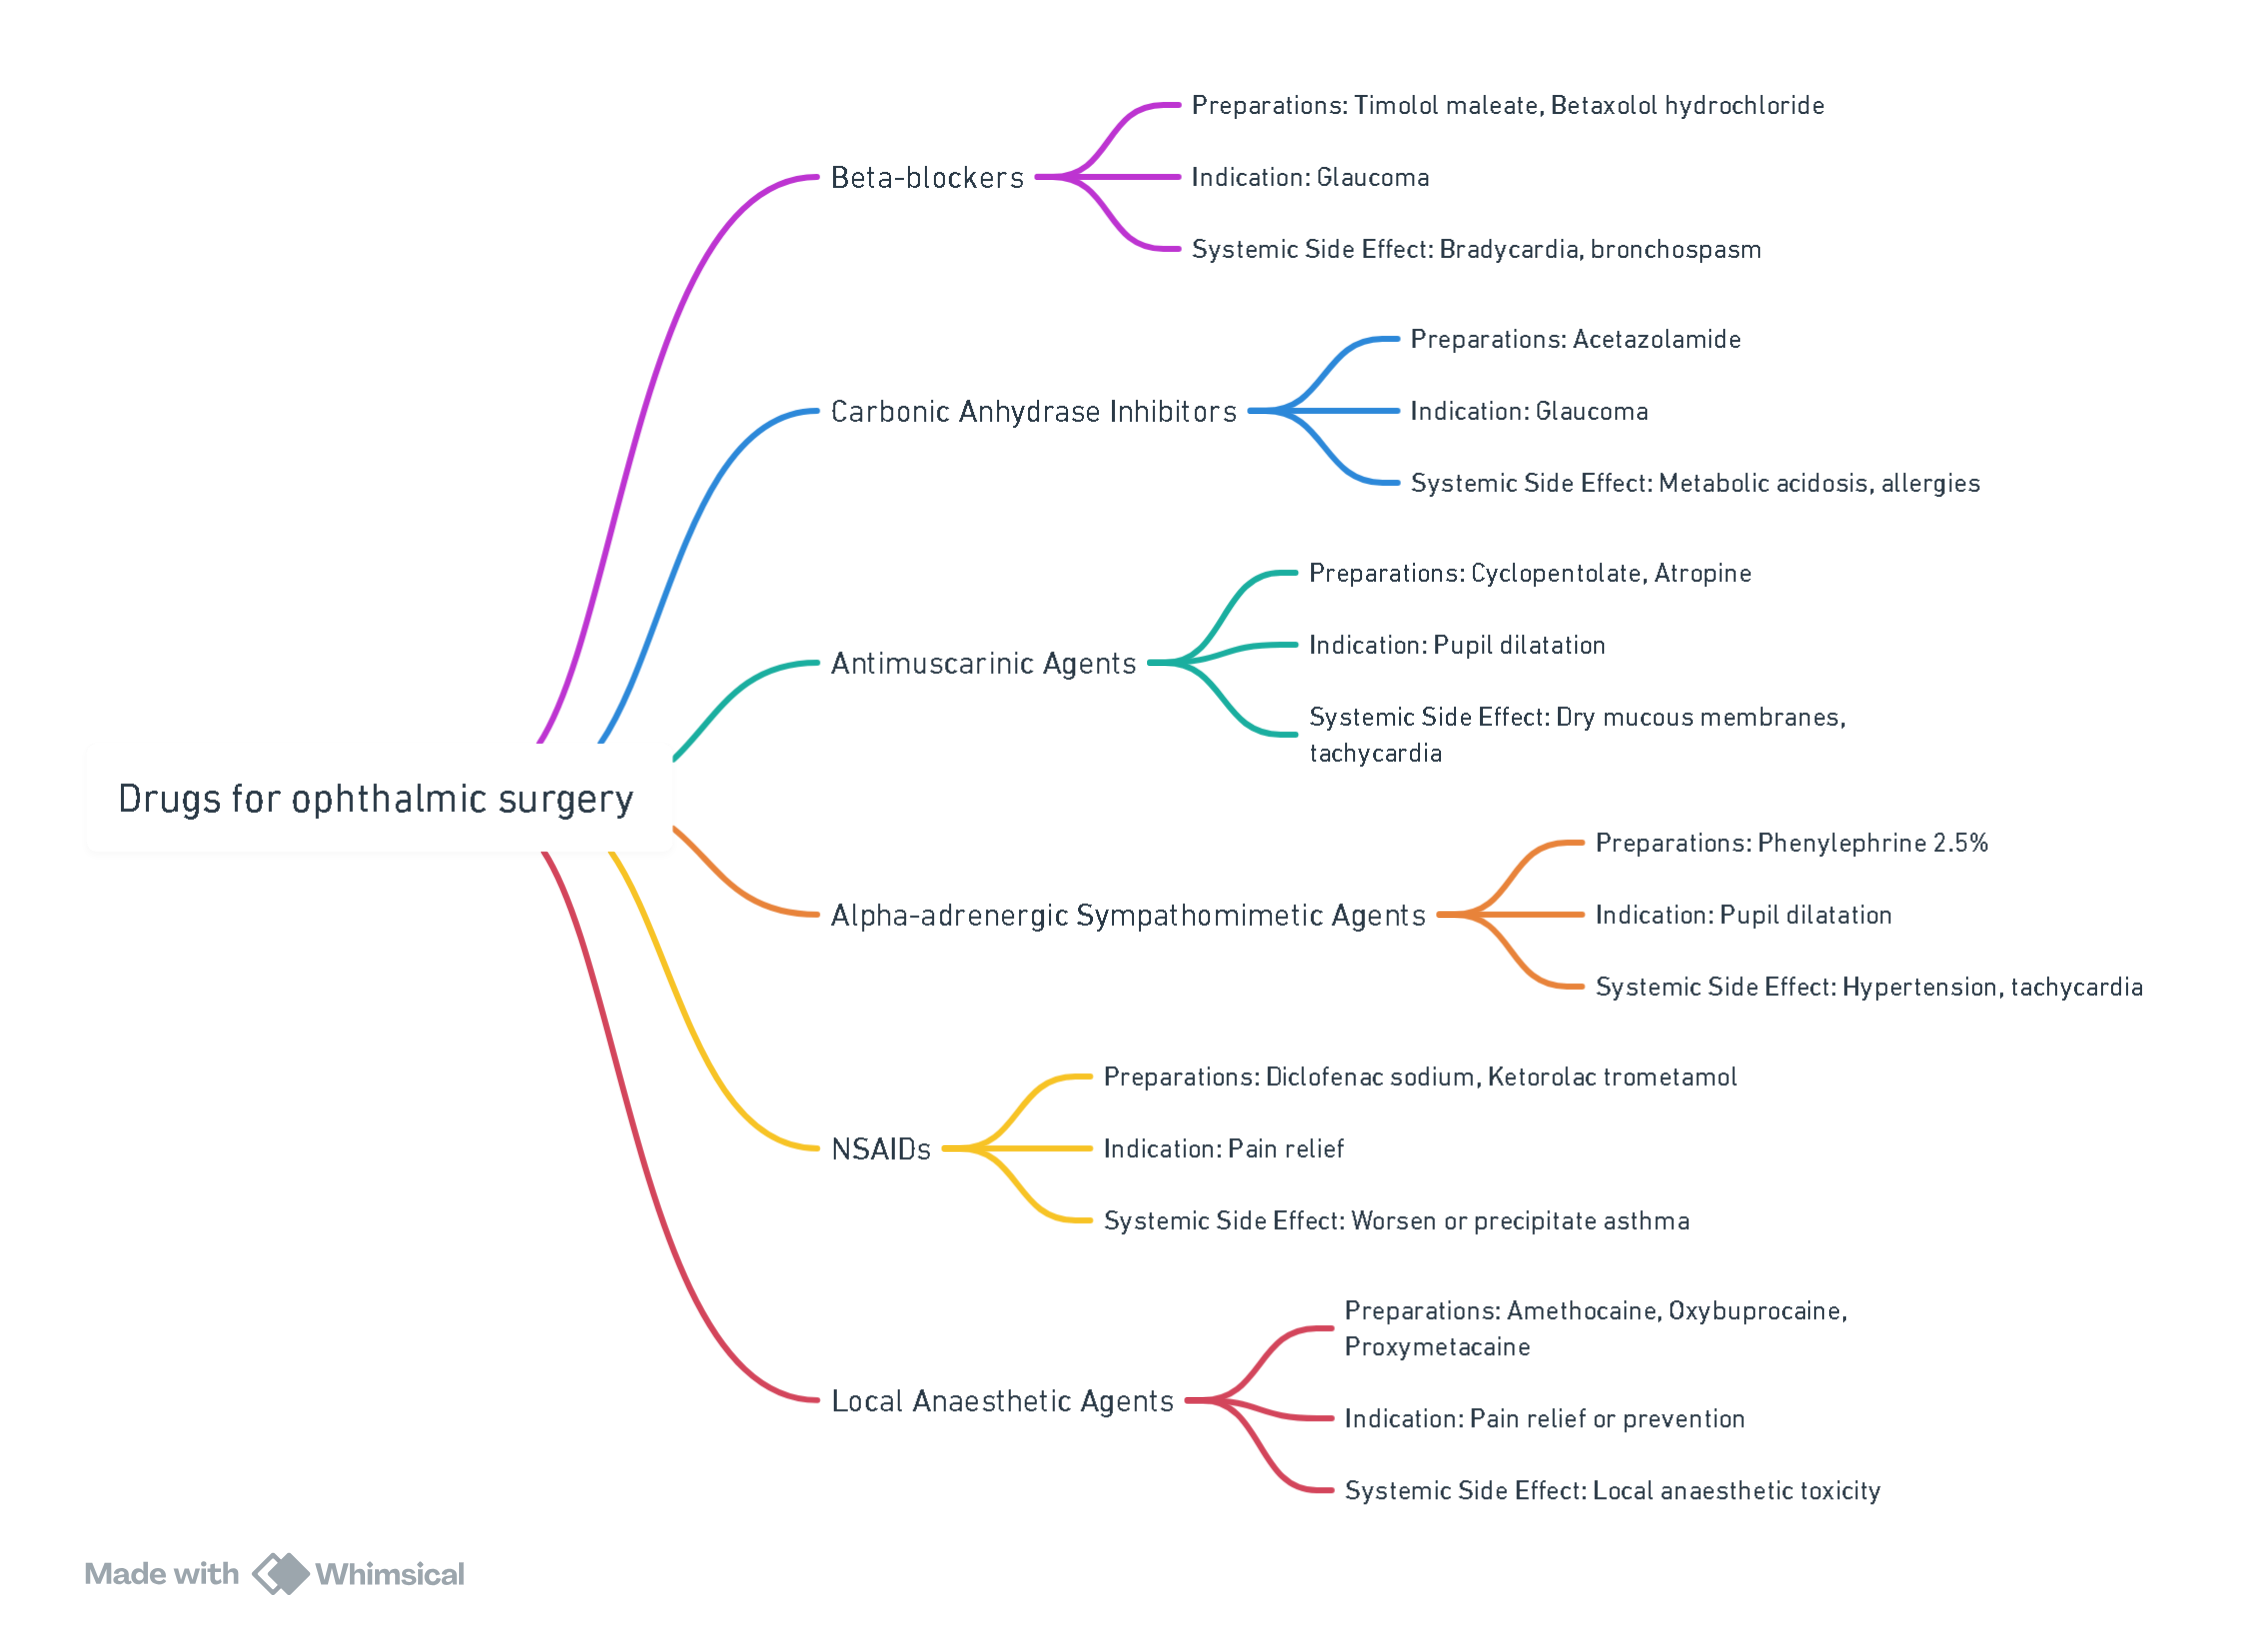 Drugs for ophthalmic surgery
Beta-blockers
Preparations: Timolol maleate, Betaxolol hydrochloride
Indication: Glaucoma
Systemic Side Effect: Bradycardia, bronchospasm
Carbonic Anhydrase Inhibitors
Preparations: Acetazolamide
Indication: Glaucoma
Systemic Side Effect: Metabolic acidosis, allergies
Antimuscarinic Agents
Preparations: Cyclopentolate, Atropine
Indication: Pupil dilatation
Systemic Side Effect: Dry mucous membranes,
tachycardia
Alpha-adrenergic Sympathomimetic Agents
Preparations: Phenylephrine 2.5%
Indication: Pupil dilatation
Systemic Side Effect: Hypertension, tachycardia
NSAIDs
Preparations: Diclofenac sodium, Ketorolac trometamol
Indication: Pain relief
Systemic Side Effect: Worsen or precipitate asthma
Local Anaesthetic Agents
Preparations: Amethocaine, Oxybuprocaine,
Proxymetacaine
Indication: Pain relief or prevention
Systemic Side Effect: Local anaesthetic toxicity
Made with Whimsical